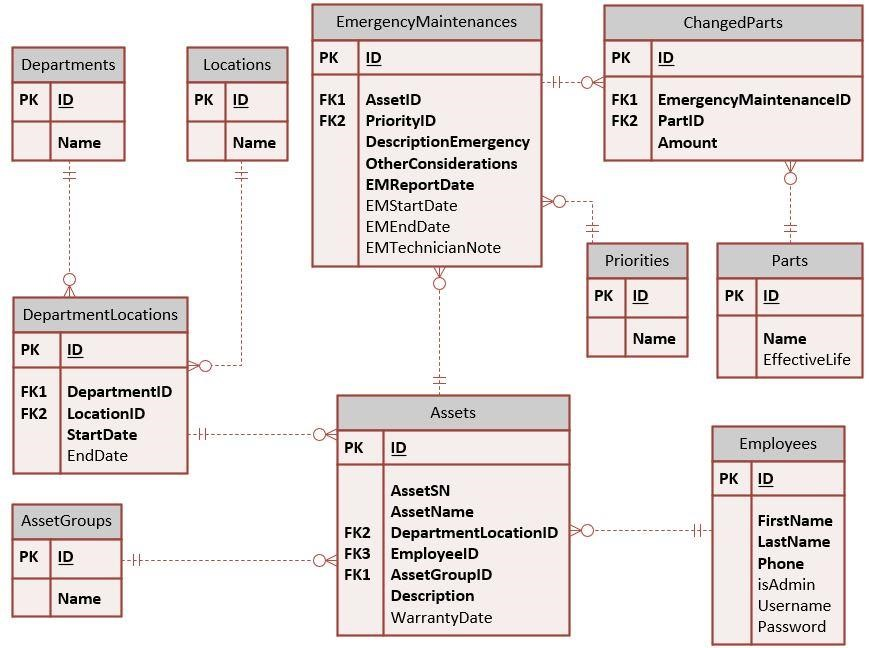 EmergencyMaintenances
PK ID
FK1 AssetID
FK2 PriorityID
DescriptionEmergency
OtherConsiderations
EMReportDate
EMStartDate
EMEndDate
EMTechnicianNote
ChangedParts
PK ID
FK1 EmergencyMaintenanceID
FK2 PartID
Amount
Departments
PK ID
Name
Locations
PK ID
Name
Priorities
PK ID
Name
Parts
PK ID
Name
EffectiveLife
DepartmentLocations
PK ID
FK1 DepartmentID
FK2 LocationID
StartDate
EndDate
Assets
PK ID
AssetSN
AssetName
FK2 DepartmentLocationID
FK3 EmployeeID
FK1 AssetGroupID
Description
WarrantyDate
Employees
PK ID
FirstName
LastName
Phone
isAdmin
Username
Password
AssetGroups
PK ID
Name